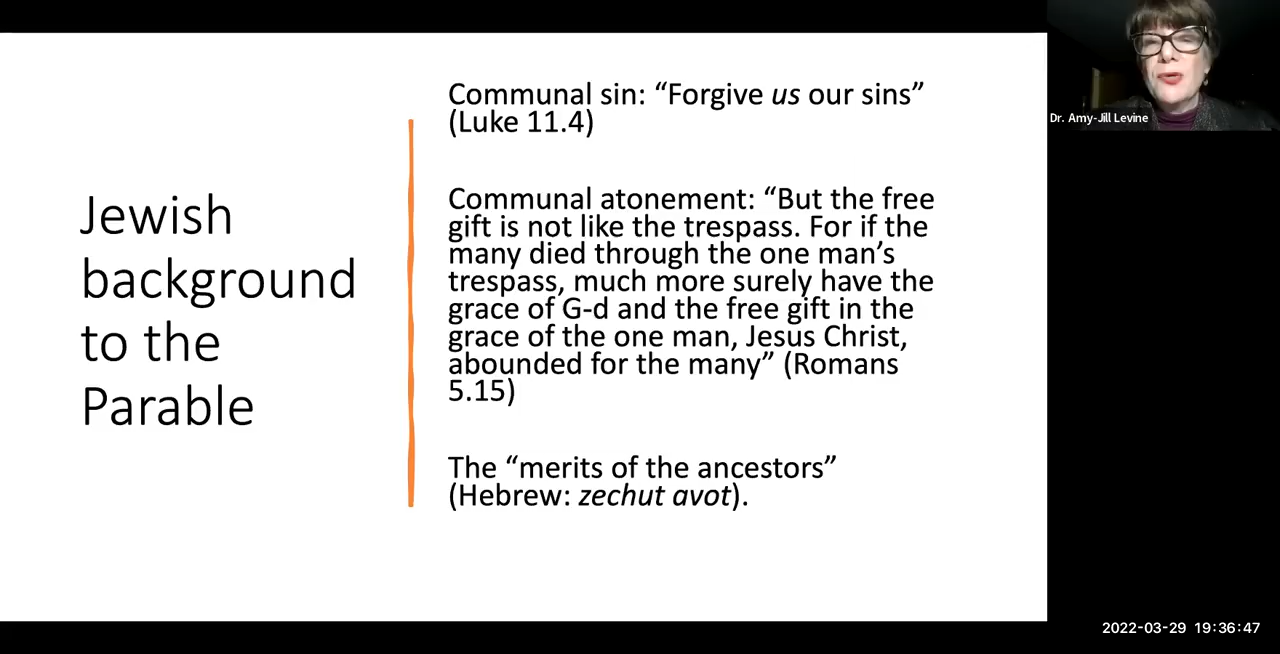 Jewish
background
to the
Parable
Communal sin: “Forgive us our sins”
(Luke 11.4)
Communal atonement: “But the free
gift is not like the trespass. For if the
many died through the one man’s
trespass, much more surely have the
grace of G-d and the free gift in the
grace of the one man, Jesus Christ,
abounded for the many” (Romans
5.15)
The “merits of the ancestors”
(Hebrew: zechut avot).
Dr. Amy-Jill Levine
2022-03-29 19:36:47